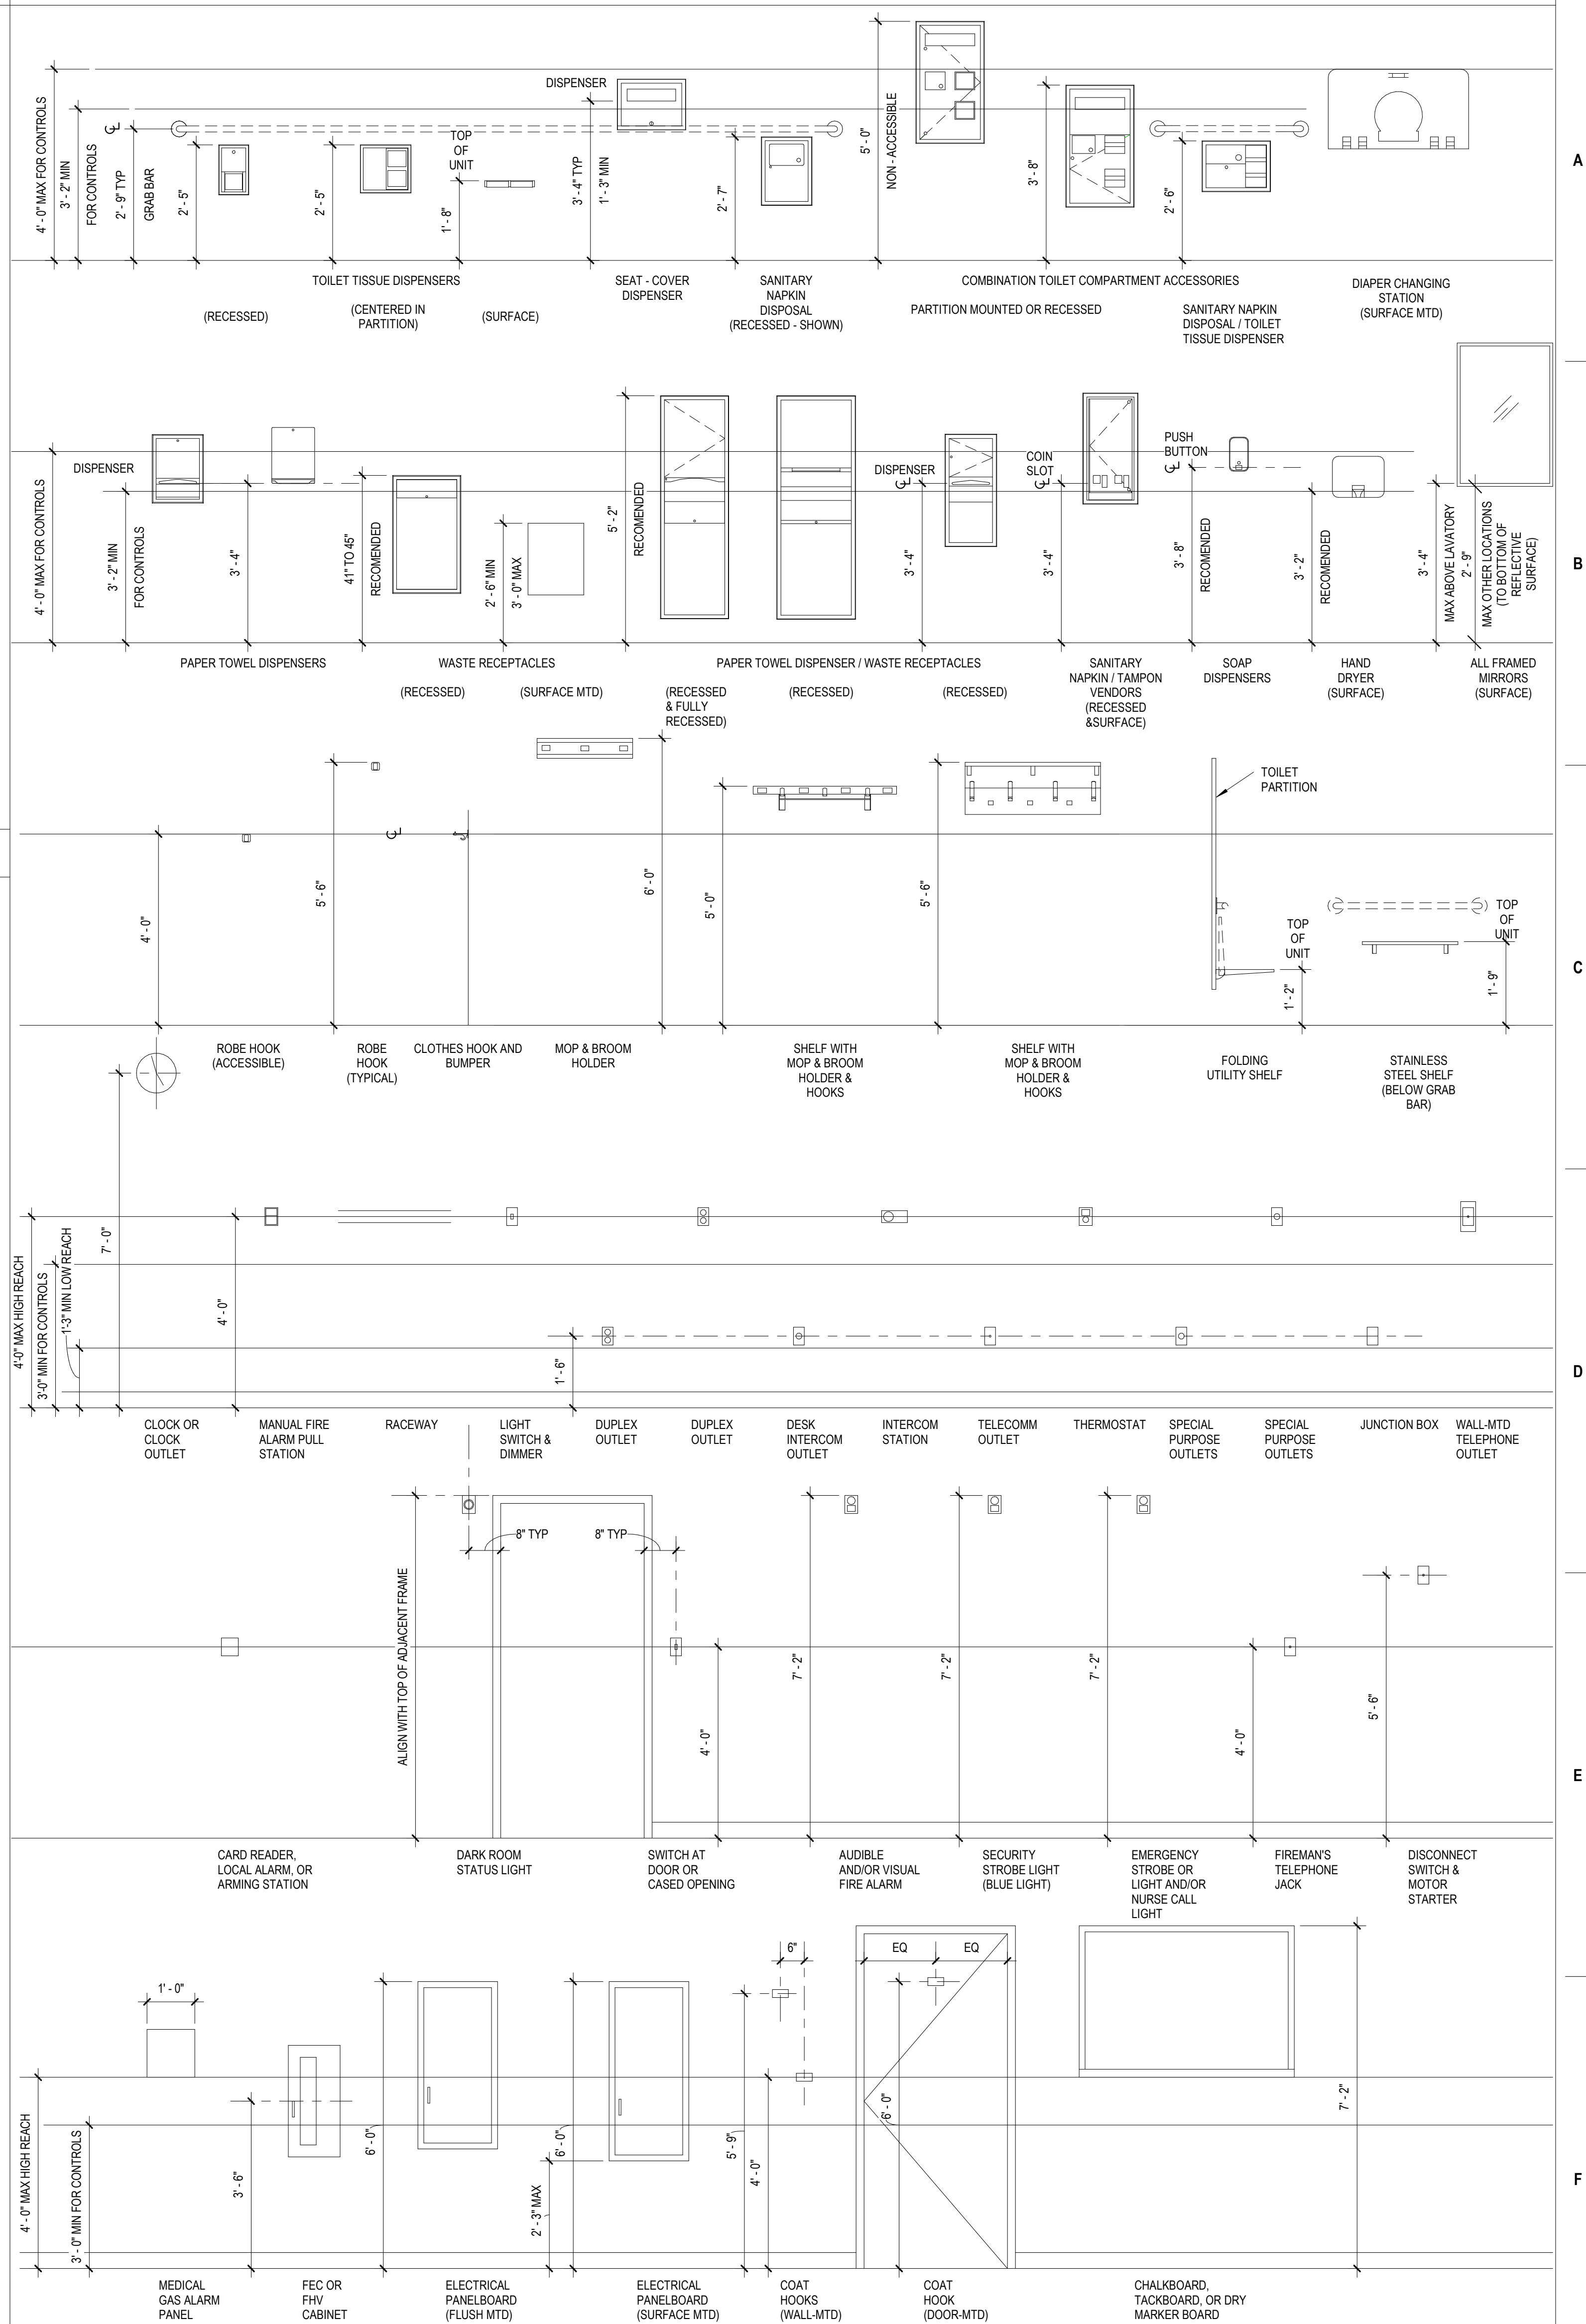 4' - 0" MAX FOR CONTROLS
3' - 2" MIN
FOR CONTROLS
2' - 9" TYP
GRAB BAR
2' - 5"
2' - 5"
TOP
OF
UNIT
1' - 8"
DISPENSER
3' - 4" TYP
1' - 3" MIN
2' - 7"
5' - 0"
NON - ACCESSIBLE
3' - 8"
2' - 6"
A
TOILET TISSUE DISPENSERS
(RECESSED)
(CENTERED IN
PARTITION)
(SURFACE)
SEAT - COVER
DISPENSER
SANITARY
NAPKIN
DISPOSAL
(RECESSED - SHOWN)
COMBINATION TOILET COMPARTMENT ACCESSORIES
PARTITION MOUNTED OR RECESSED
SANITARY NAPKIN
DISPOSAL / TOILET
TISSUE DISPENSER
DIAPER CHANGING
STATION
(SURFACE MTD)
4' - 0" MAX FOR CONTROLS
DISPENSER
3' - 2" MIN
FOR CONTROLS
3' - 4"
41" TO 45"
RECOMENDED
2' - 6" MIN
3' - 0" MAX
5' - 2"
RECOMENDED
DISPENSER
3' - 4"
COIN
SLOT
3' - 4"
PUSH
BUTTON
3' - 8"
RECOMENDED
3' - 2"
RECOMENDED
3' - 4"
MAX ABOVE LAVATORY
2' - 9"
MAX OTHER LOCATIONS
(TO BOTTOM OF
REFLECTIVE
SURFACE)
B
PAPER TOWEL DISPENSERS
WASTE RECEPTACLES
(RECESSED)
(SURFACE MTD)
PAPER TOWEL DISPENSER / WASTE RECEPTACLES
(RECESSED
& FULLY
RECESSED)
(RECESSED)
(RECESSED)
SANITARY
NAPKIN / TAMPON
VENDORS
(RECESSED
&SURFACE)
SOAP
DISPENSERS
HAND
DRYER
(SURFACE)
ALL FRAMED
MIRRORS
(SURFACE)
4' - 0"
5' - 6"
6' - 0"
5' - 0"
5' - 6"
TOILET
PARTITION
TOP
OF
UNIT
1' - 2"
TOP
OF
UNIT
1' - 9"
C
ROBE HOOK
(ACCESSIBLE)
ROBE
HOOK
(TYPICAL)
CLOTHES HOOK AND
BUMPER
MOP & BROOM
HOLDER
SHELF WITH
MOP & BROOM
HOLDER &
HOOKS
SHELF WITH
MOP & BROOM
HOLDER &
HOOKS
FOLDING
UTILITY SHELF
STAINLESS
STEEL SHELF
(BELOW GRAB
BAR)
4'-0" MAX HIGH REACH
3'-0" MIN FOR CONTROLS
1'-3" MIN LOW REACH
7' - 0"
4' - 0"
1' - 6"
D
CLOCK OR
CLOCK
OUTLET
MANUAL FIRE
ALARM PULL
STATION
RACEWAY
LIGHT
SWITCH &
DIMMER
DUPLEX
OUTLET
DUPLEX
OUTLET
DESK
INTERCOM
OUTLET
INTERCOM
STATION
TELECOMM
OUTLET
THERMOSTAT
SPECIAL
PURPOSE
OUTLETS
SPECIAL
PURPOSE
OUTLETS
JUNCTION BOX
WALL-MTD
TELEPHONE
OUTLET
ALIGN WITH TOP OF ADJACENT FRAME
8" TYP
8" TYP
4' - 0"
7' - 2"
7' - 2"
7' - 2"
4' - 0"
5' - 6"
E
CARD READER,
LOCAL ALARM, OR
ARMING STATION
DARK ROOM
STATUS LIGHT
SWITCH AT
DOOR OR
CASED OPENING
AUDIBLE
AND/OR VISUAL
FIRE ALARM
SECURITY
STROBE LIGHT
(BLUE LIGHT)
EMERGENCY
STROBE OR
LIGHT AND/OR
NURSE CALL
LIGHT
FIREMAN'S
TELEPHONE
JACK
DISCONNECT
SWITCH &
MOTOR
STARTER
4' - 0" MAX HIGH REACH
3' - 0" MIN FOR CONTROLS
1' - 0"
3' - 6"
6' - 0"
2' - 3" MAX
6' - 0"
5' - 9"
4' - 0"
6"
EQ
EQ
6' - 0"
7' - 2"
F
MEDICAL
GAS ALARM
PANEL
FEC OR
FHV
CABINET
ELECTRICAL
PANELBOARD
(FLUSH MTD)
ELECTRICAL
PANELBOARD
(SURFACE MTD)
COAT
HOOKS
(WALL-MTD)
COAT
HOOK
(DOOR-MTD)
CHALKBOARD,
TACKBOARD, OR DRY
MARKER BOARD